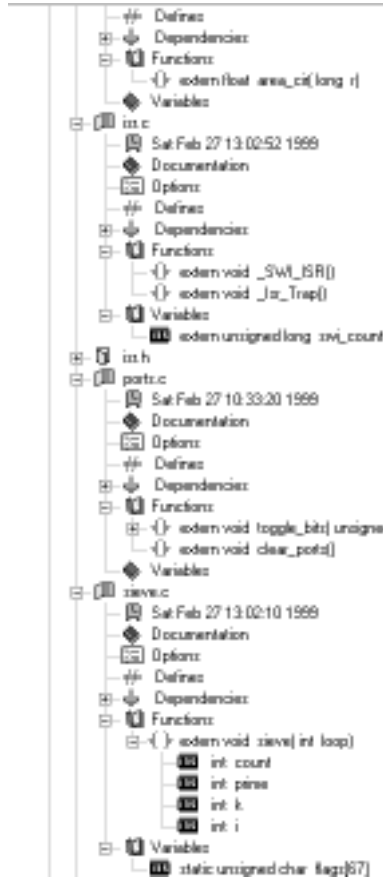 Defines
Dependencies
Functions
extern float area_cir( long r)
Variables
isr.c
Sat Feb 27 13:02:52 1999
Documentation
Options
Defines
Dependencies
Functions
extern void _SWI_ISR()
extern void _Isr_Trap()
Variables
extern unsigned long swi_count
isr.h
ports.c
Sat Feb 27 10:33:20 1999
Documentation
Options
Defines
Dependencies
Functions
extern void toggle_bits( unsigne
extern void clear_ports()
Variables
sieve.c
Sat Feb 27 13:02:10 1999
Documentation
Options
Defines
Dependencies
Functions
extern void sieve( int loop)
int count
int prime
int k
int i
Variables
static unsigned char flags[67]